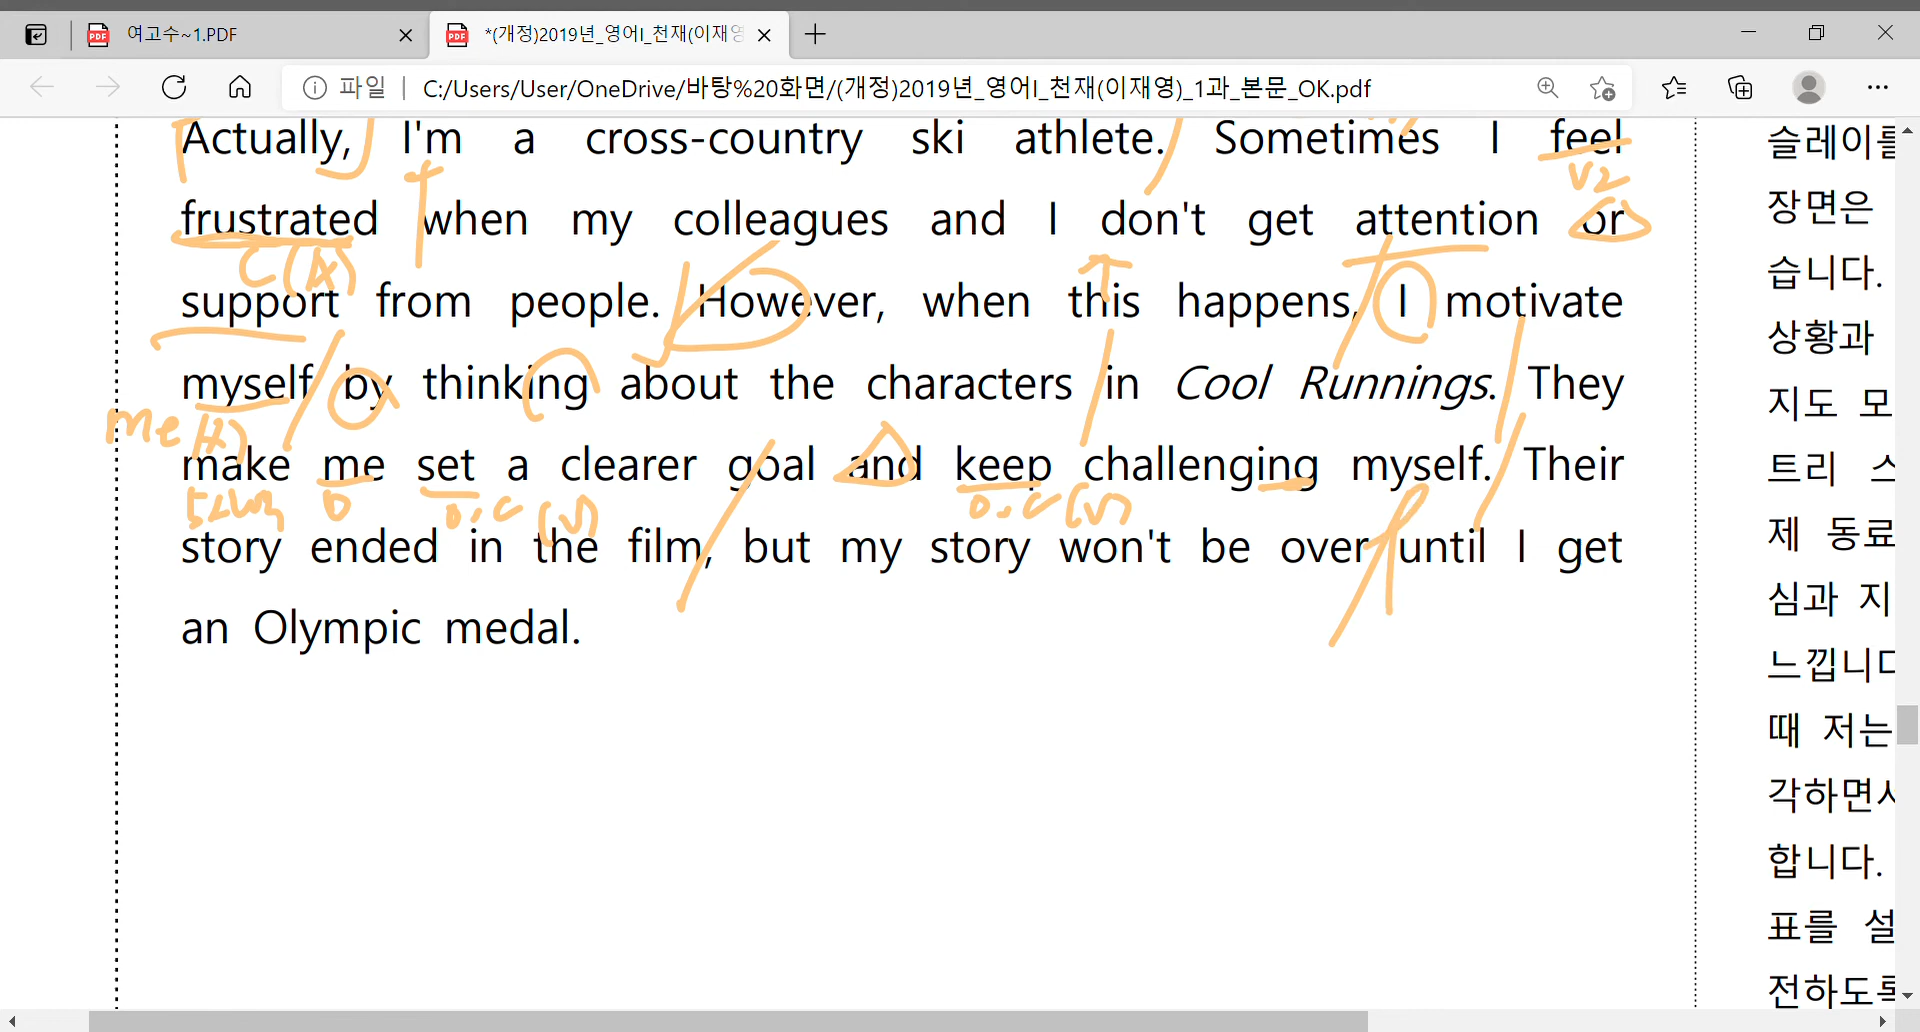 여고수~1.PDF
*(개정)2019년_영어I_천재(이재영
파일 C:/Users/User/OneDrive/바탕%20화면/(개정)2019년_영어I_천재(이재영)_1과_본문_OK.pdf
Actually, I'm a cross-country ski athlete. Sometimes I feel
V2
frustrated when my colleagues and I don't get attention or
C(A)
support from people. However, when this happens, I motivate
myself by thinking about the characters in Cool Runnings. They
me (X)
make me set a clearer goal and keep challenging myself. Their
O O.C (V) O.C (V)
story ended in the film, but my story won't be over until I get
an Olympic medal.
슬레이를
장면은
습니다.
상황과
지도 모
트리 스
제 동료
심과 지
느낍니다
때 저는
각하면서
합니다.
표를 설
전하도록